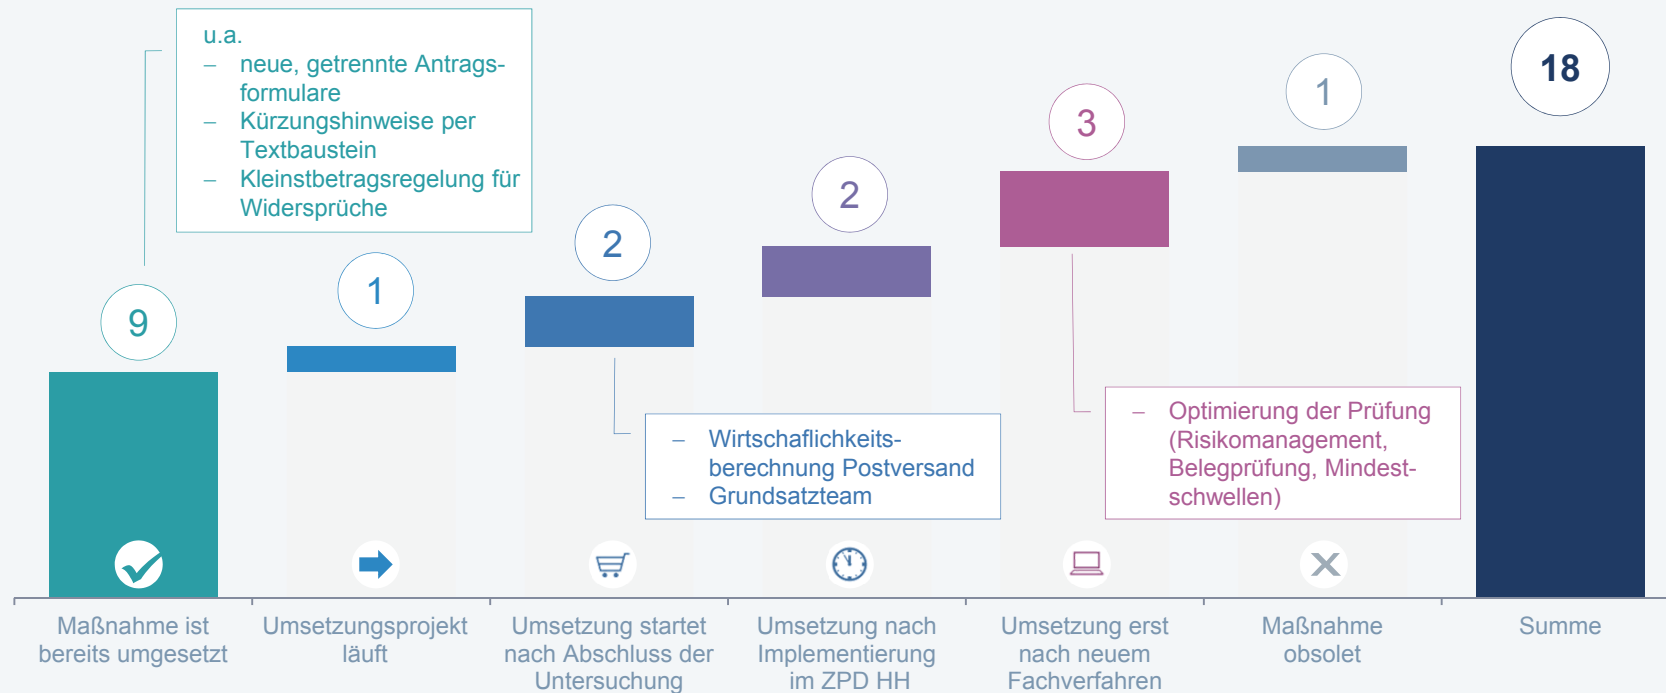 u.a.
– neue, getrennte Antrags-
formulare
– Kürzungshinweise per
Textbaustein
– Kleinstbetragsregelung für
Widersprüche
9
1
2
2
3
1
18
– Wirtschaflichkeits-
berechnung Postversand
– Grundsatzteam
– Optimierung der Prüfung
(Risikomanagement,
Belegprüfung, Mindest-
schwellen)
Maßnahme ist
bereits umgesetzt
Umsetzungsprojekt
läuft
Umsetzung startet
nach Abschluss der
Untersuchung
Umsetzung nach
Implementierung
im ZPD HH
Umsetzung erst
nach neuem
Fachverfahren
Maßnahme
obsolet
Summe